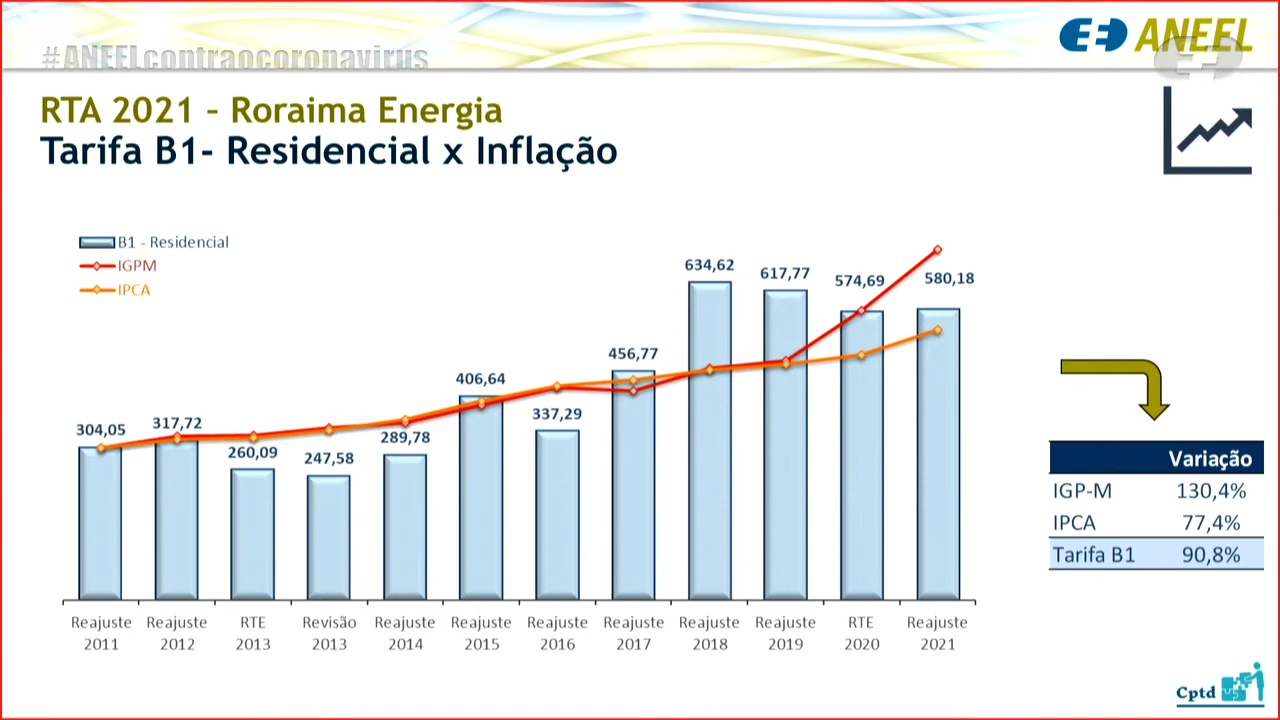 #ANEELcontraocoronavirus
ANEEL
RTA 2021 – Roraima Energia
Tarifa B1- Residencial x Inflação
B1 - Residencial
IGPM
IPCA
304,05
317,72
260,09
247,58
289,78
406,64
337,29
456,77
634,62
617,77
574,69
580,18
Reajuste 2011
Reajuste 2012
RTE 2013
Revisão 2013
Reajuste 2014
Reajuste 2015
Reajuste 2016
Reajuste 2017
Reajuste 2018
Reajuste 2019
RTE 2020
Reajuste 2021
Variação
IGP-M 130,4%
IPCA 77,4%
Tarifa B1 90,8%
Cptd